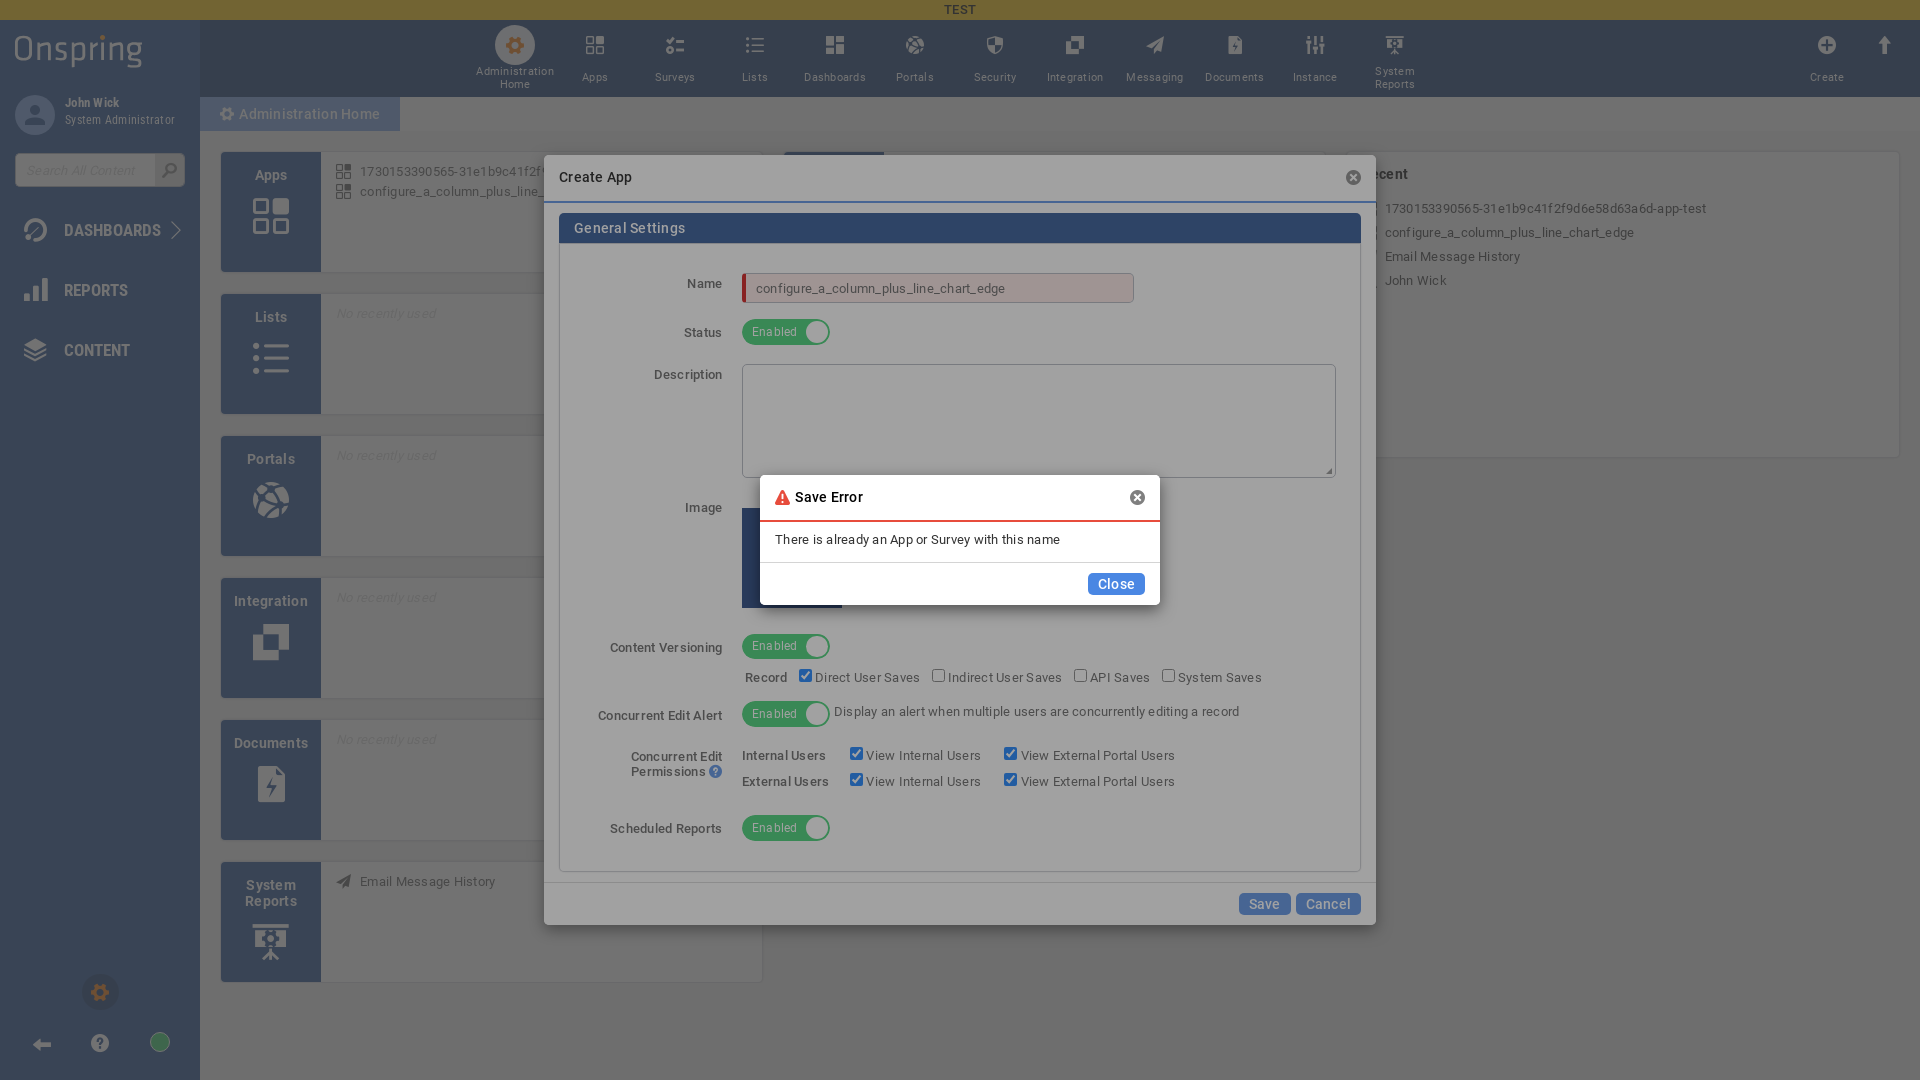 TEST
Onspring
Administration
Home
Apps
Surveys
Lists
Dashboards
Portals
Security
Integration
Messaging
Documents
Instance
System
Reports
Create
John Wick
System Administrator
Search All Content
DASHBOARDS
REPORTS
CONTENT
Administration Home
Apps
1730153390565-31e1b9c41f2f9
configure_a_column_plus_line_
Lists
No recently used
Portals
No recently used
Integration
No recently used
Documents
No recently used
System
Reports
Email Message History
ecent
1730153390565-31e1b9c41f2f9d6e58d63a6d-app-test
configure_a_column_plus_line_chart_edge
Email Message History
John Wick
Create App
General Settings
Name
configure_a_column_plus_line_chart_edge
Status
Enabled
Description
Image
Save Error
There is already an App or Survey with this name
Close
Content Versioning
Enabled
Record Direct User Saves Indirect User Saves API Saves System Saves
Concurrent Edit Alert
Enabled
Display an alert when multiple users are concurrently editing a record
Concurrent Edit
Permissions
Internal Users View Internal Users View External Portal Users
External Users View Internal Users View External Portal Users
Scheduled Reports
Enabled
Save
Cancel